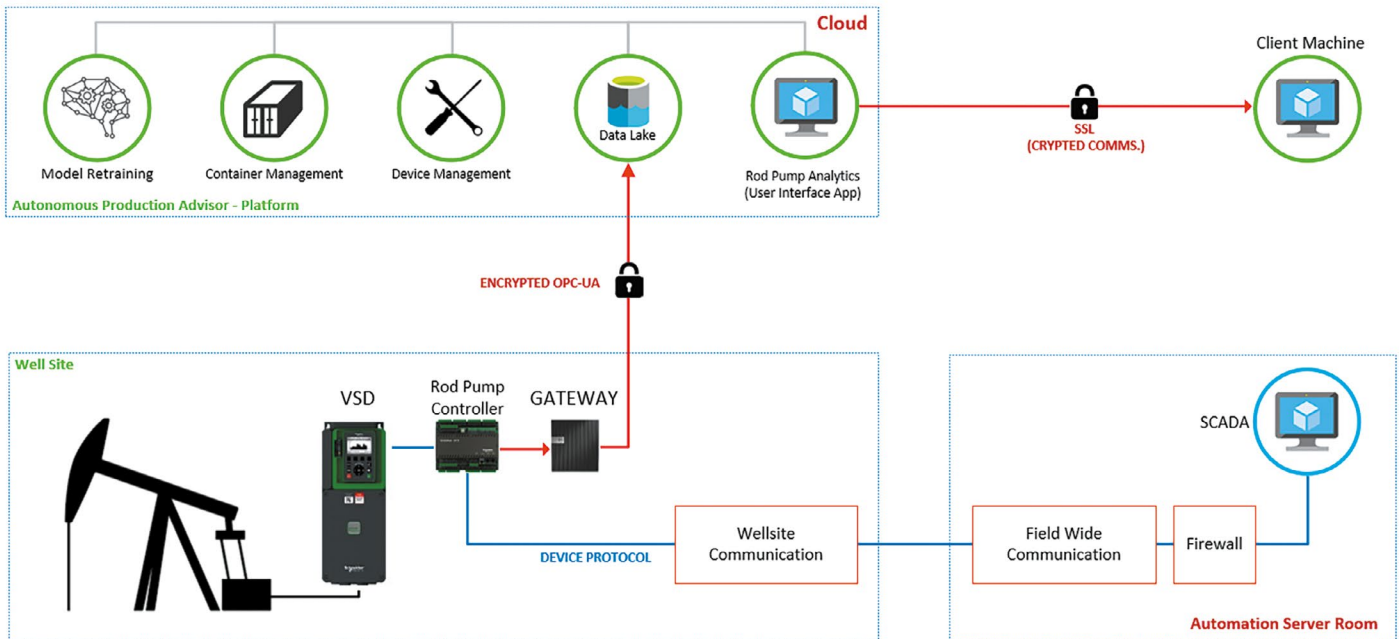 Cloud
Client Machine
Data Lake
SSL
(CRYPTED COMMS.)
Model Retraining
Container Management
Device Management
Rod Pump Analytics
(User Interface App)
Autonomous Production Advisor - Platform
ENCRYPTED OPC-UA
Well Site
VSD
Rod Pump
Controller
GATEWAY
SCADA
Wellsite
Communication
Field Wide
Communication
Firewall
DEVICE PROTOCOL
Schneider
Automation Server Room